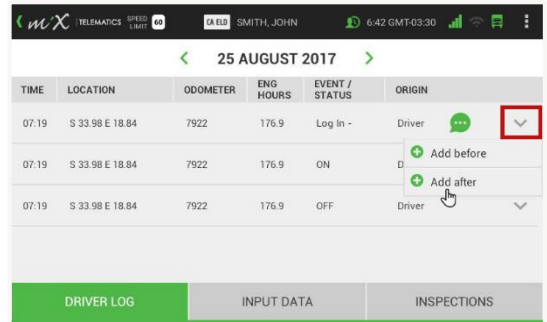 mix TELEMATICS SPEED LIMIT 60 CA ELD SMITH, JOHN 6:42 GMT-03:30
25 AUGUST 2017
TIME LOCATION ODOMETER ENG HOURS EVENT / STATUS ORIGIN
07:19 S 33.98 E 18.84 7922 176.9 Log In - Driver
Add before
07:19 S 33.98 E 18.84 7922 176.9 ON D
Add after
07:19 S 33.98 E 18.84 7922 176.9 OFF Driver
DRIVER LOG INPUT DATA INSPECTIONS